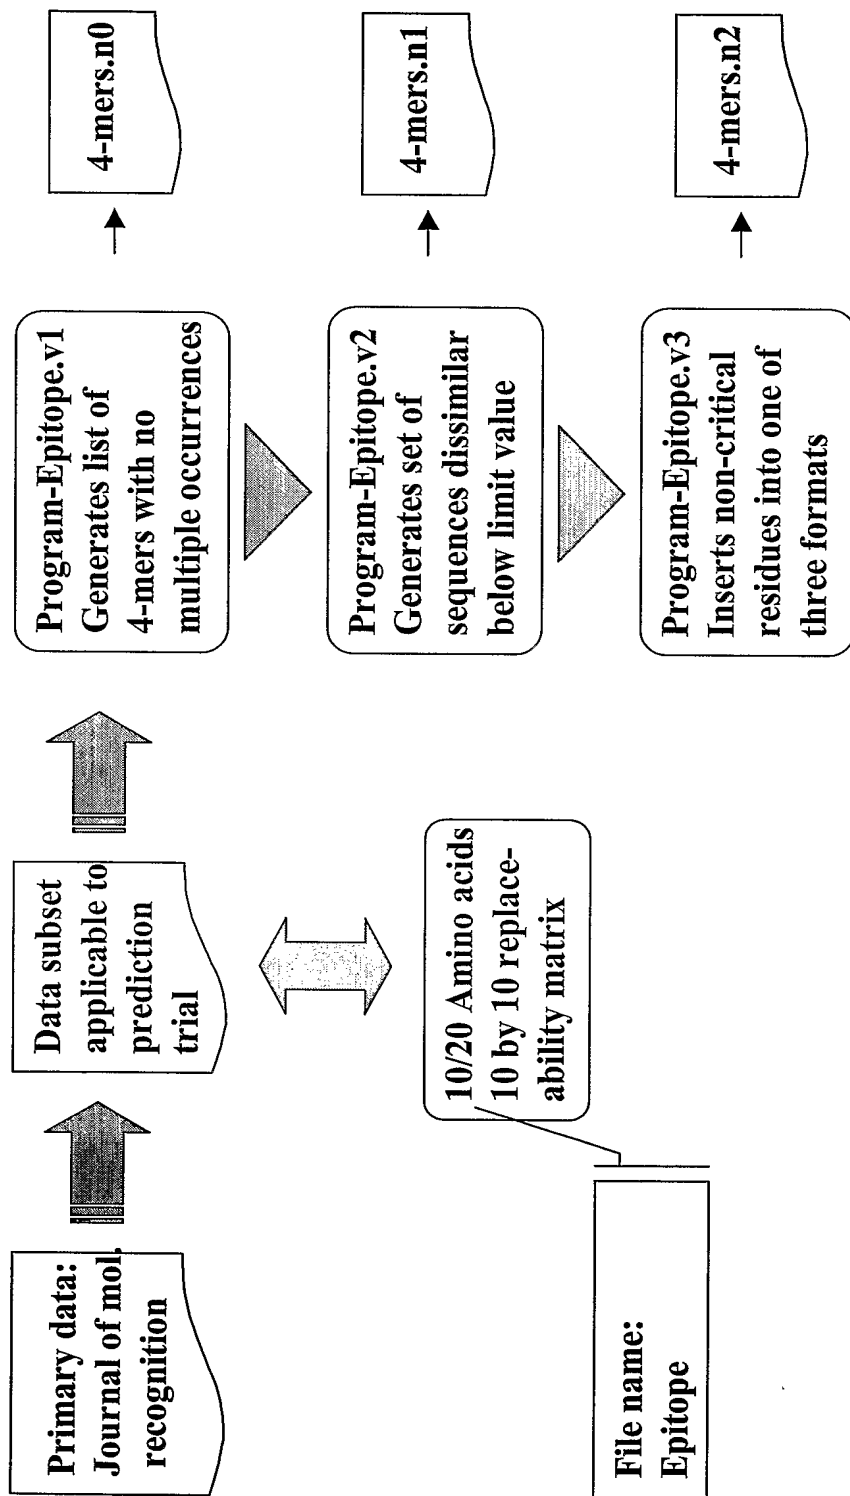 Primary data:
Journal of mol.
recognition
Data subset
applicable to
prediction
trial
Program-Epitope.v1
Generates list of
4-mers with no
multiple occurrences
4-mers.n0
Program-Epitope.v2
Generates set of
sequences dissimilar
below limit value
4-mers.n1
10/20 Amino acids
10 by 10 replace-
ability matrix
Program-Epitope.v3
Inserts non-critical
residues into one of
three formats
4-mers.n2
File name:
Epitope